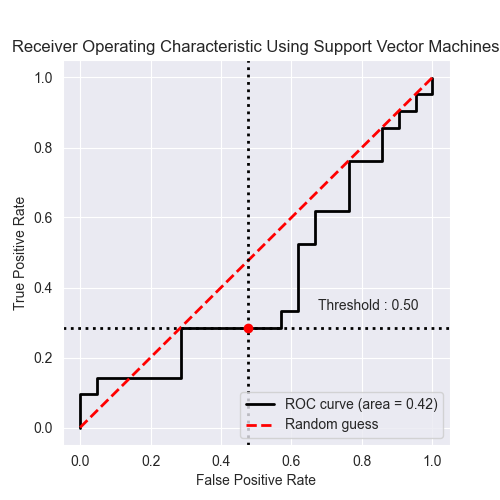 Receiver Operating Characteristic Using Support Vector Machines
1.0
0.8
0.6
0.4
0.2
0.0
True Positive Rate
Threshold : 0.50
ROC curve (area = 0.42)
Random guess
0.0 0.2 0.4 0.6 0.8 1.0
False Positive Rate